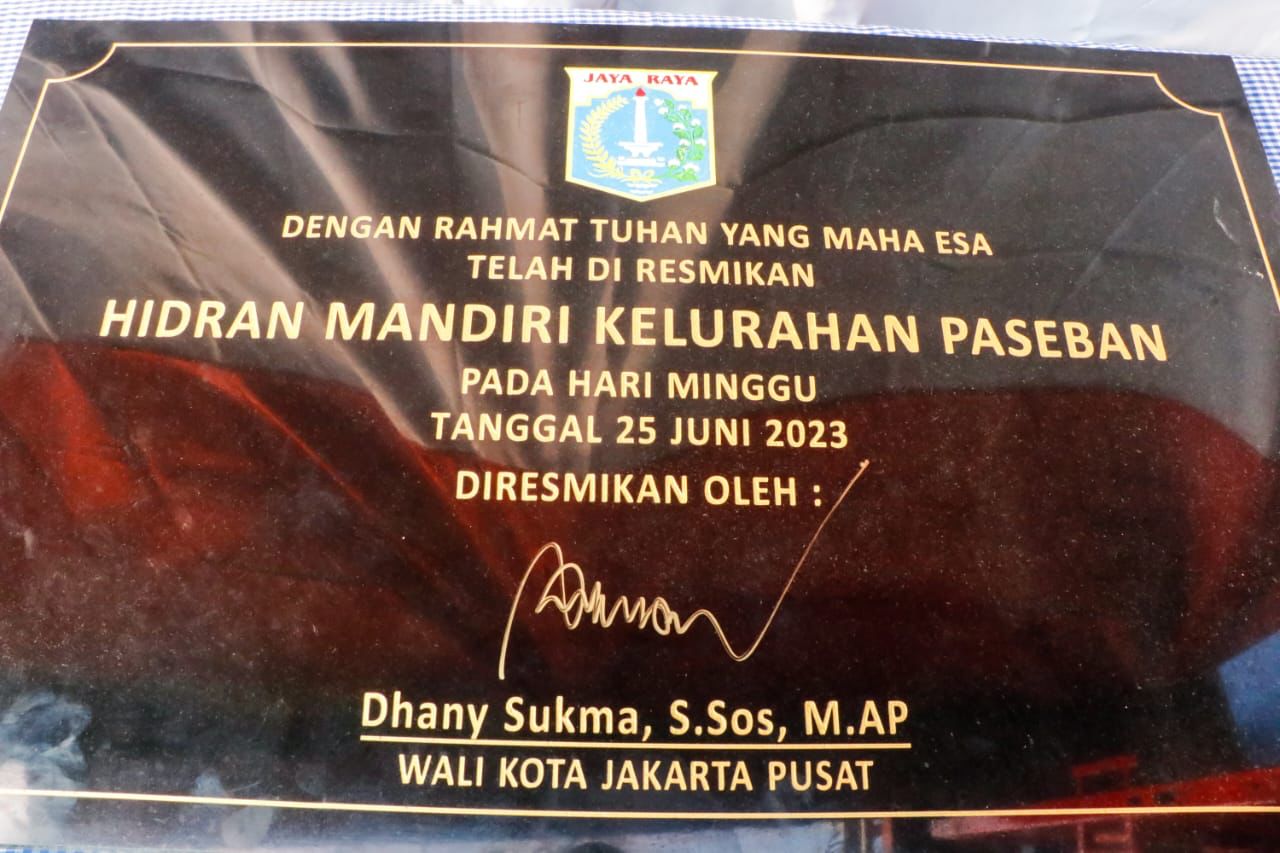 JAYA RAYA
DENGAN RAHMAT TUHAN YANG MAHA ESA
TELAH DI RESMIKAN
HIDRAN MANDIRI KELURAHAN PASEBAN
PADA HARI MINGGU
TANGGAL 25 JUNI 2023
DIRESMIKAN OLEH :
Dhany Sukma, S.Sos, M.AP
WALI KOTA JAKARTA PUSAT